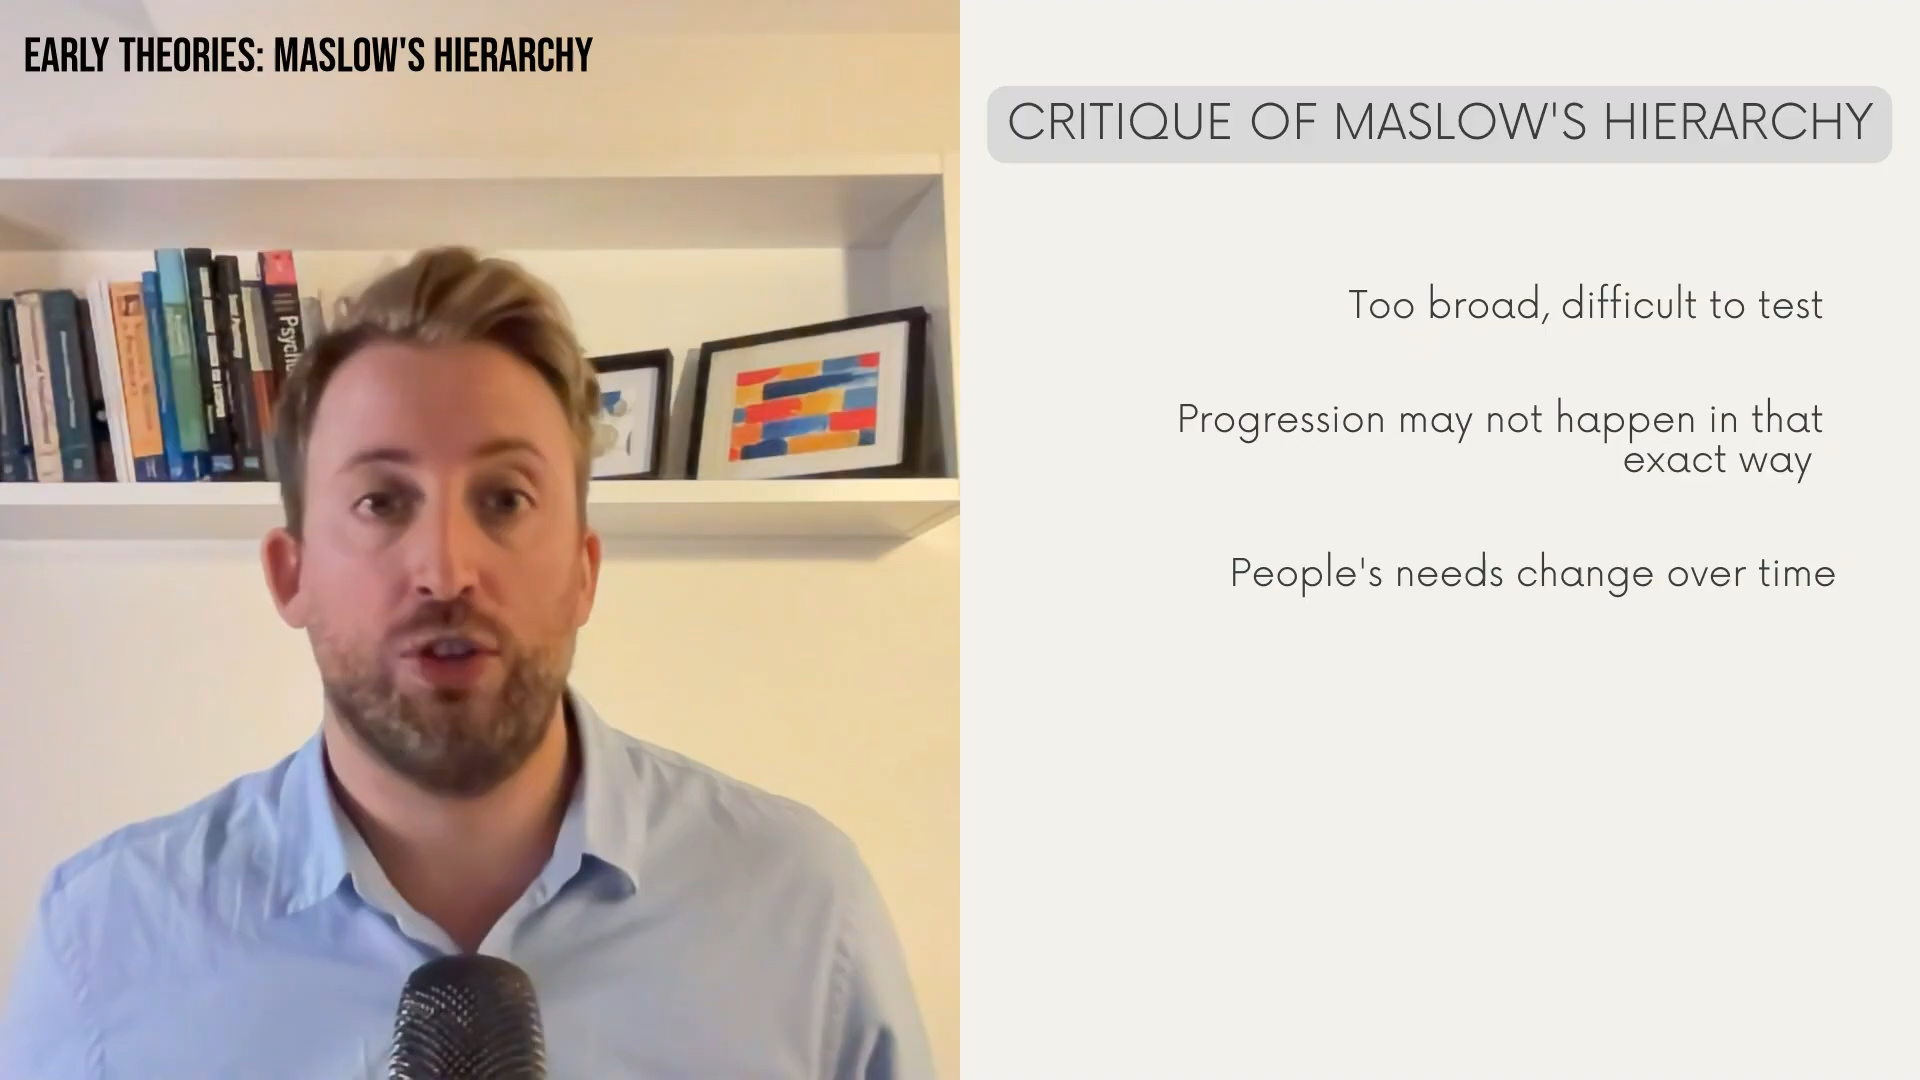 EARLY THEORIES: MASLOW'S HIERARCHY
CRITIQUE OF MASLOW'S HIERARCHY
Too broad, difficult to test
Progression may not happen in that
exact way
People's needs change over time